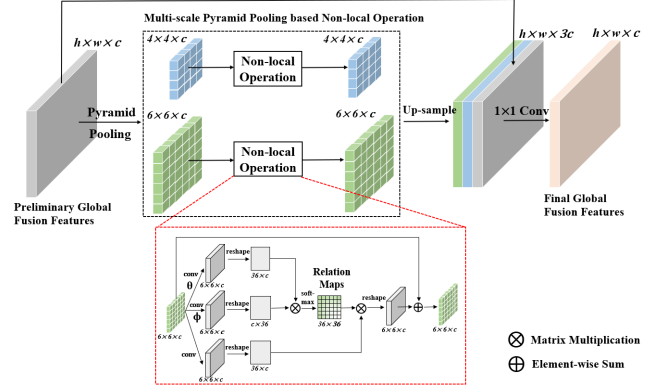 Multi-scale Pyramid Pooling based Non-local Operation
h×w×c
4×4×c
Non-local
Operation
4×4×c
h×w×3c
h×w×c
Pyramid
Pooling
6×6×c
Non-local
Operation
6×6×c
Up-sample
1×1 Conv
Preliminary Global
Fusion Features
Final Global
Fusion Features
conv
θ
6×6×c
reshape
36×c
conv
ϕ
6×6×c
reshape
c×36
soft-
max
Relation
Maps
36×36
reshape
6×6×c
6×6×c
6×6×c
conv
6×6×c
reshape
36×c
Matrix Multiplication
Element-wise Sum